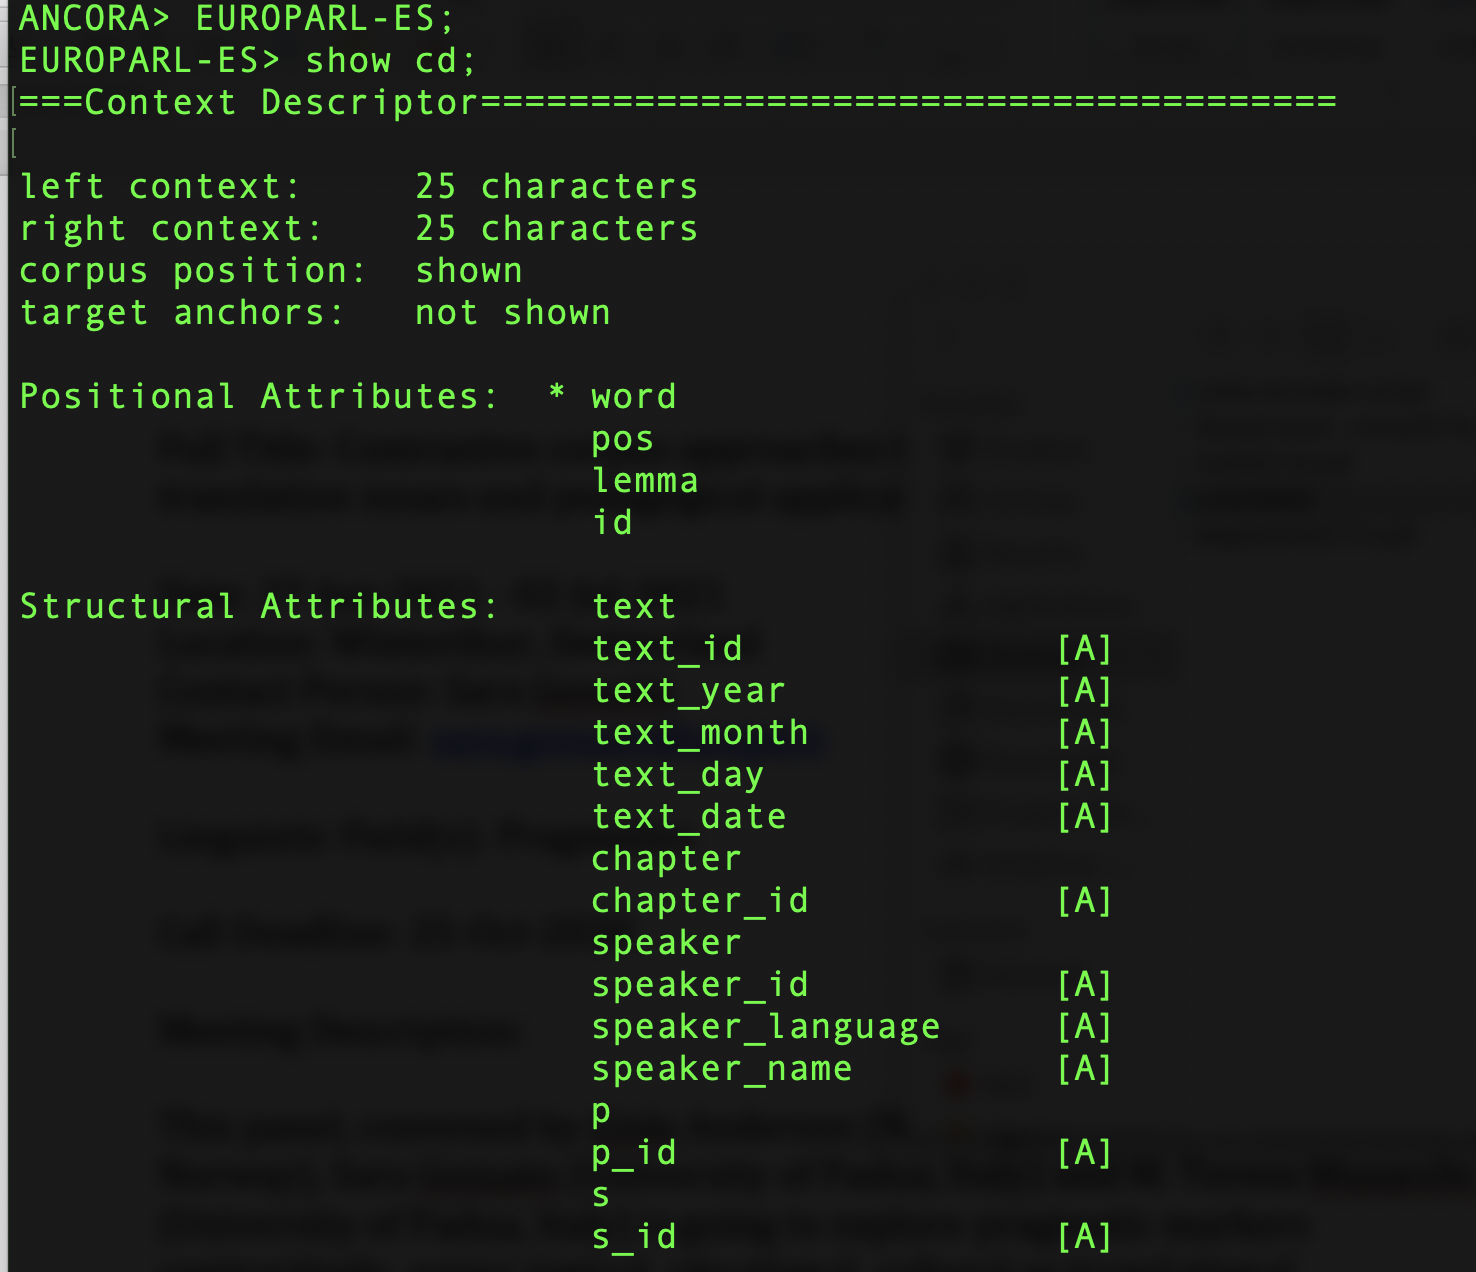 ANCORA> EUROPARL-ES;
EUROPARL-ES> show cd;
===Context Descriptor=======================================
left context:     25 characters
right context:    25 characters
corpus position:  shown
target anchors:   not shown
Positional Attributes:  * word
                          pos
                          lemma
                          id
Structural Attributes:    text
                          text_id              [A]
                          text_year            [A]
                          text_month           [A]
                          text_day             [A]
                          text_date            [A]
                          chapter
                          chapter_id           [A]
                          speaker
                          speaker_id           [A]
                          speaker_language     [A]
                          speaker_name         [A]
                          p
                          p_id                 [A]
                          s
                          s_id                 [A]